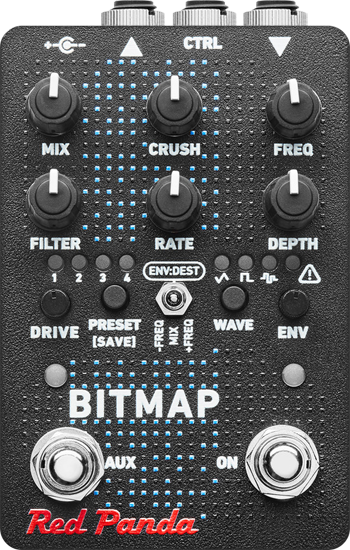 CTRL
MIX CRUSH FREQ
FILTER RATE DEPTH
1 2 3 4 ENV:DEST
DRIVE PRESET [SAVE] -FREQ MIX +FREQ WAVE ENV
BITMAP
AUX ON
Red Panda